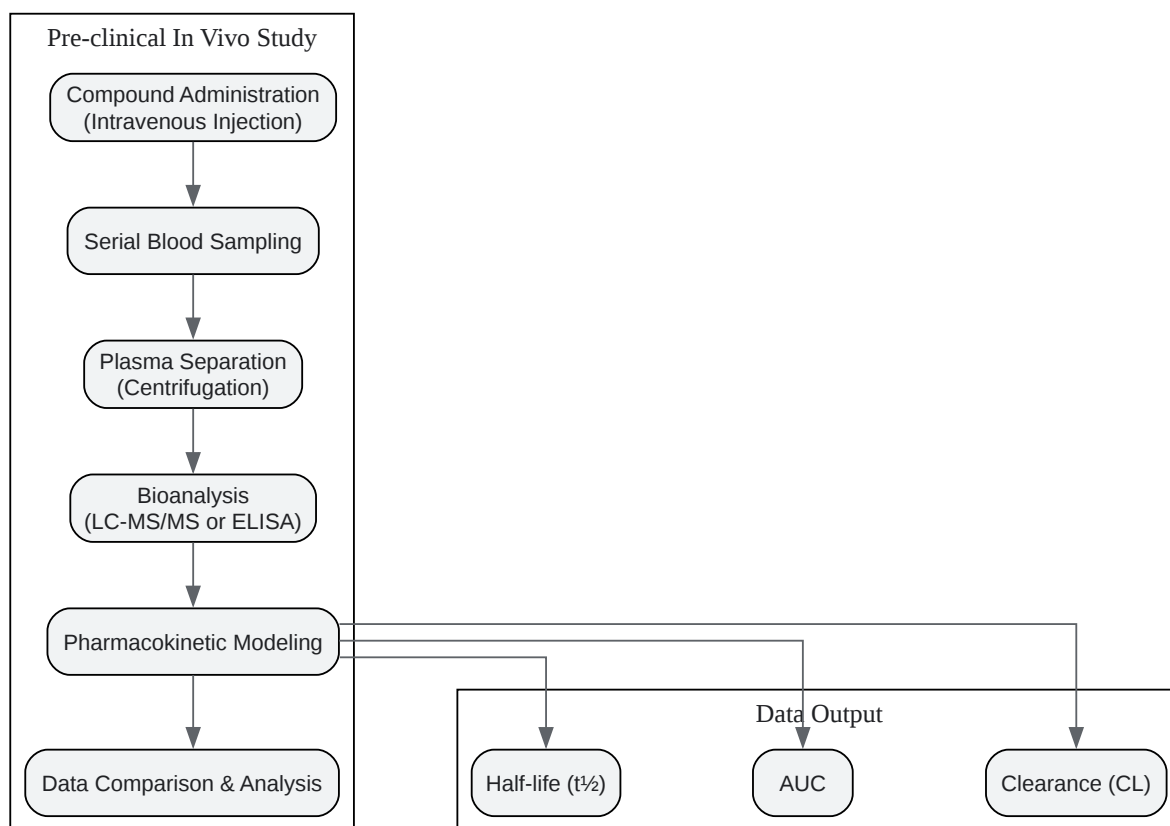 Pre-clinical In Vivo Study
Compound Administration
(Intravenous Injection)
Serial Blood Sampling
Plasma Separation
(Centrifugation)
Bioanalysis
(LC-MS/MS or ELISA)
Pharmacokinetic Modeling
Data Comparison & Analysis
Data Output
Half-life (t½)
AUC
Clearance (CL)